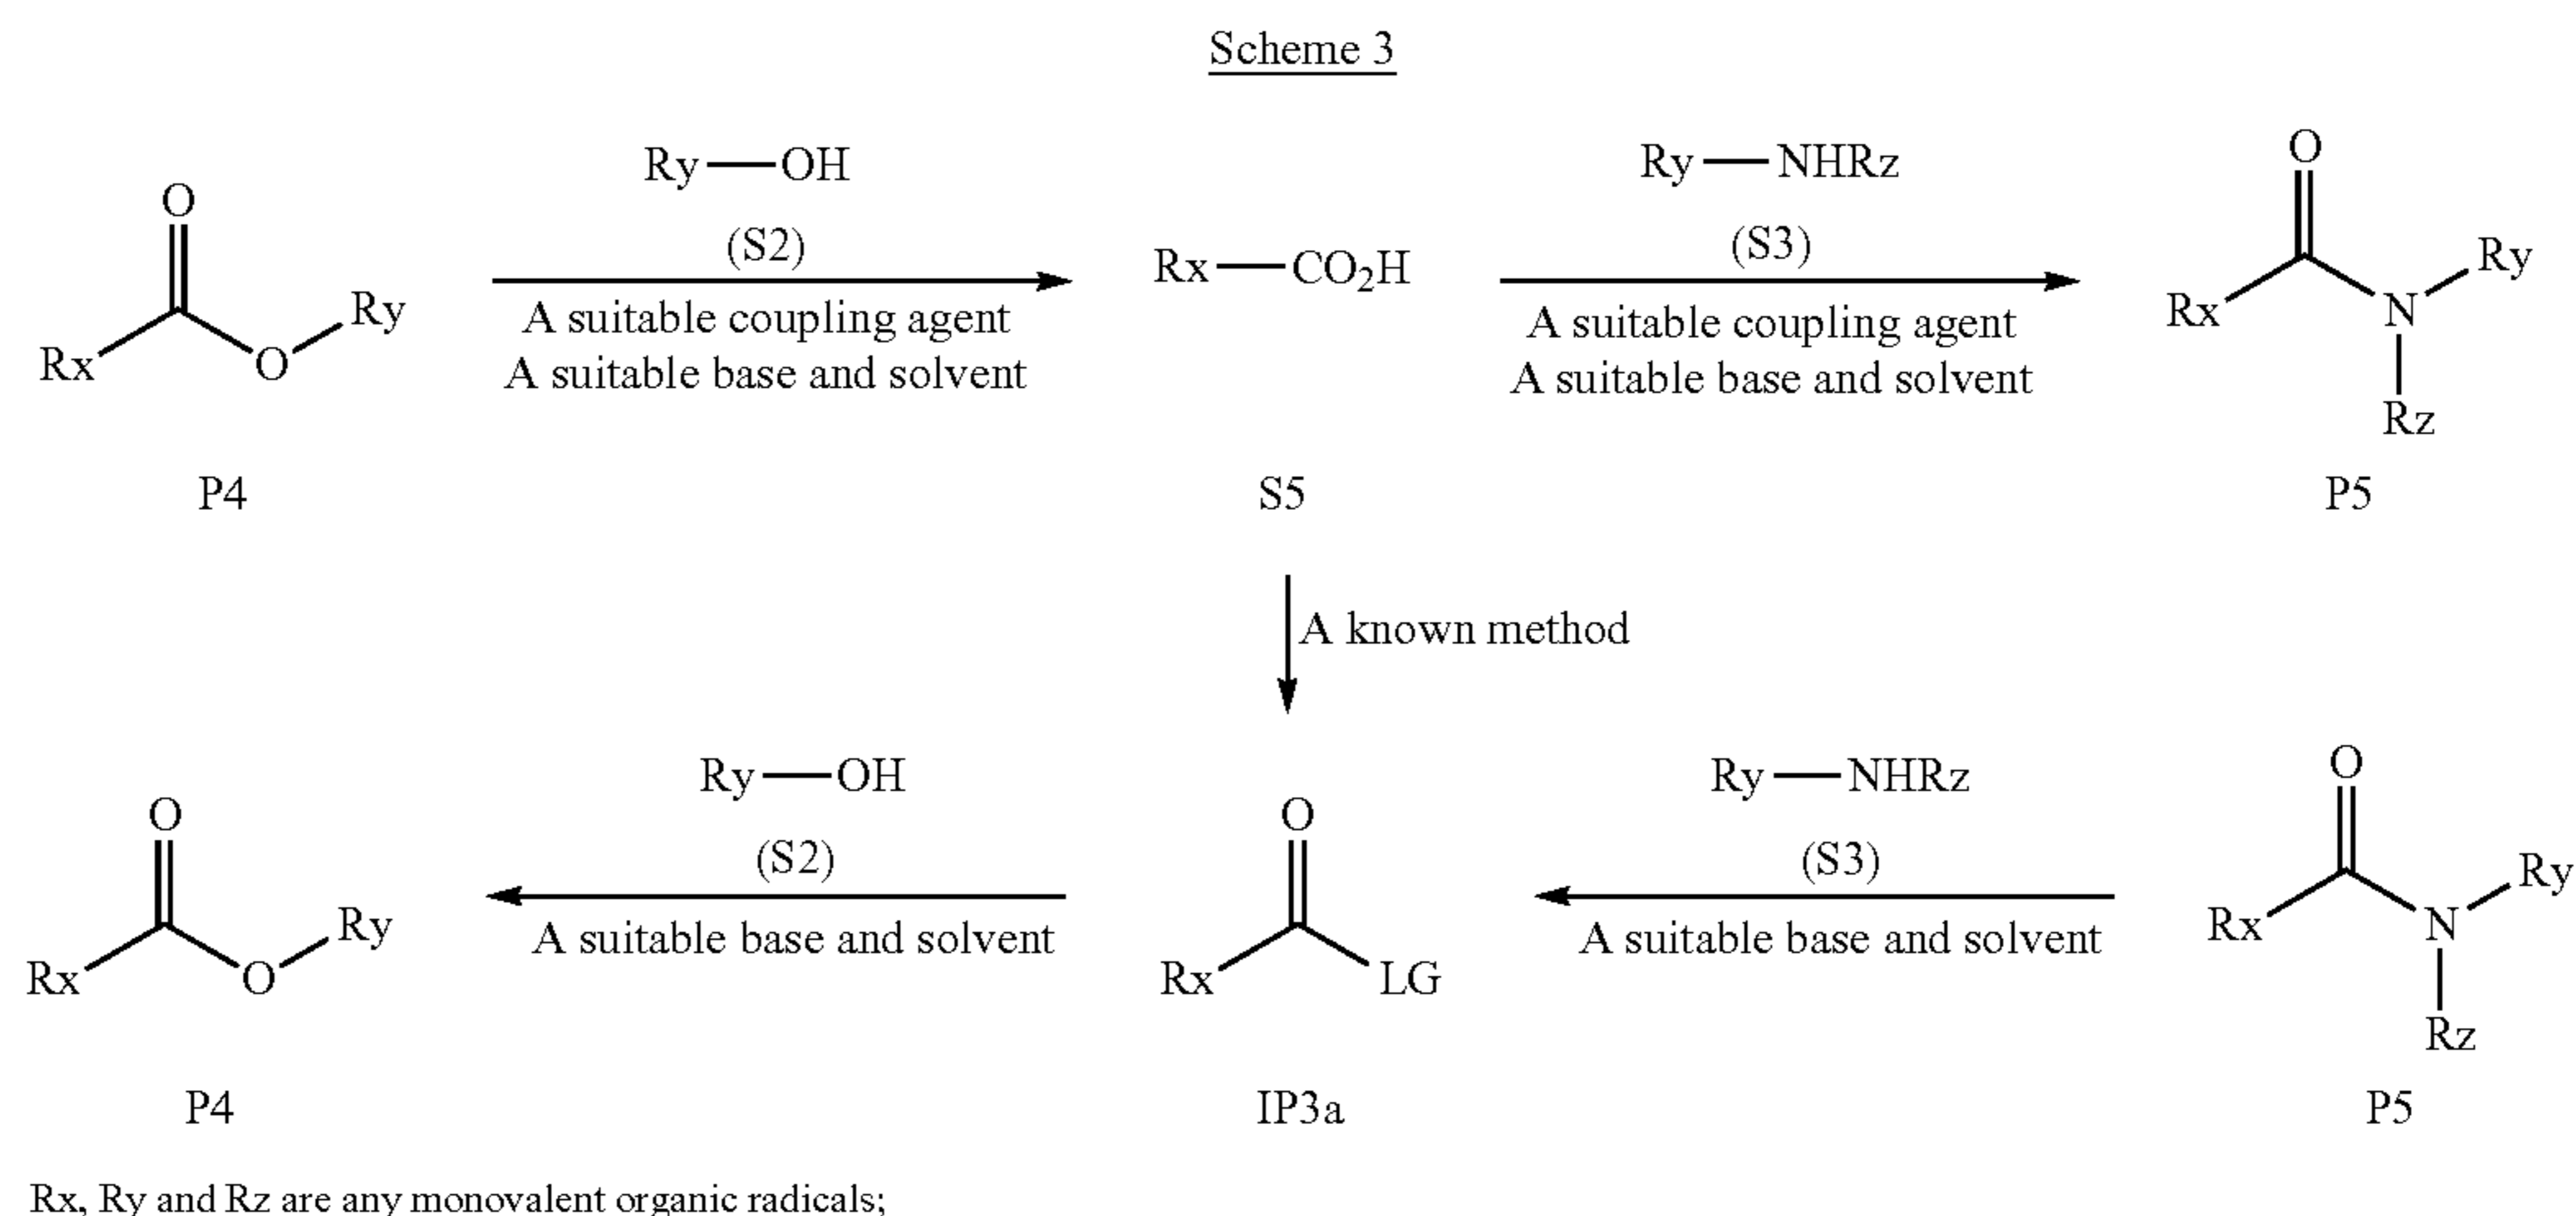 Scheme 3
Ry—OH
(S2)
A suitable coupling agent
A suitable base and solvent
Ry—NHRz
(S3)
A suitable coupling agent
A suitable base and solvent
O
Rx
O
Ry
Rx—CO₂H
O
Rx
N
Ry
Rz
P4
S5
P5
A known method
Ry—OH
(S2)
A suitable base and solvent
Ry—NHRz
(S3)
A suitable base and solvent
O
Rx
O
Ry
O
Rx
LG
O
Rx
N
Ry
Rz
P4
IP3a
P5
Rx, Ry and Rz are any monovalent organic radicals;